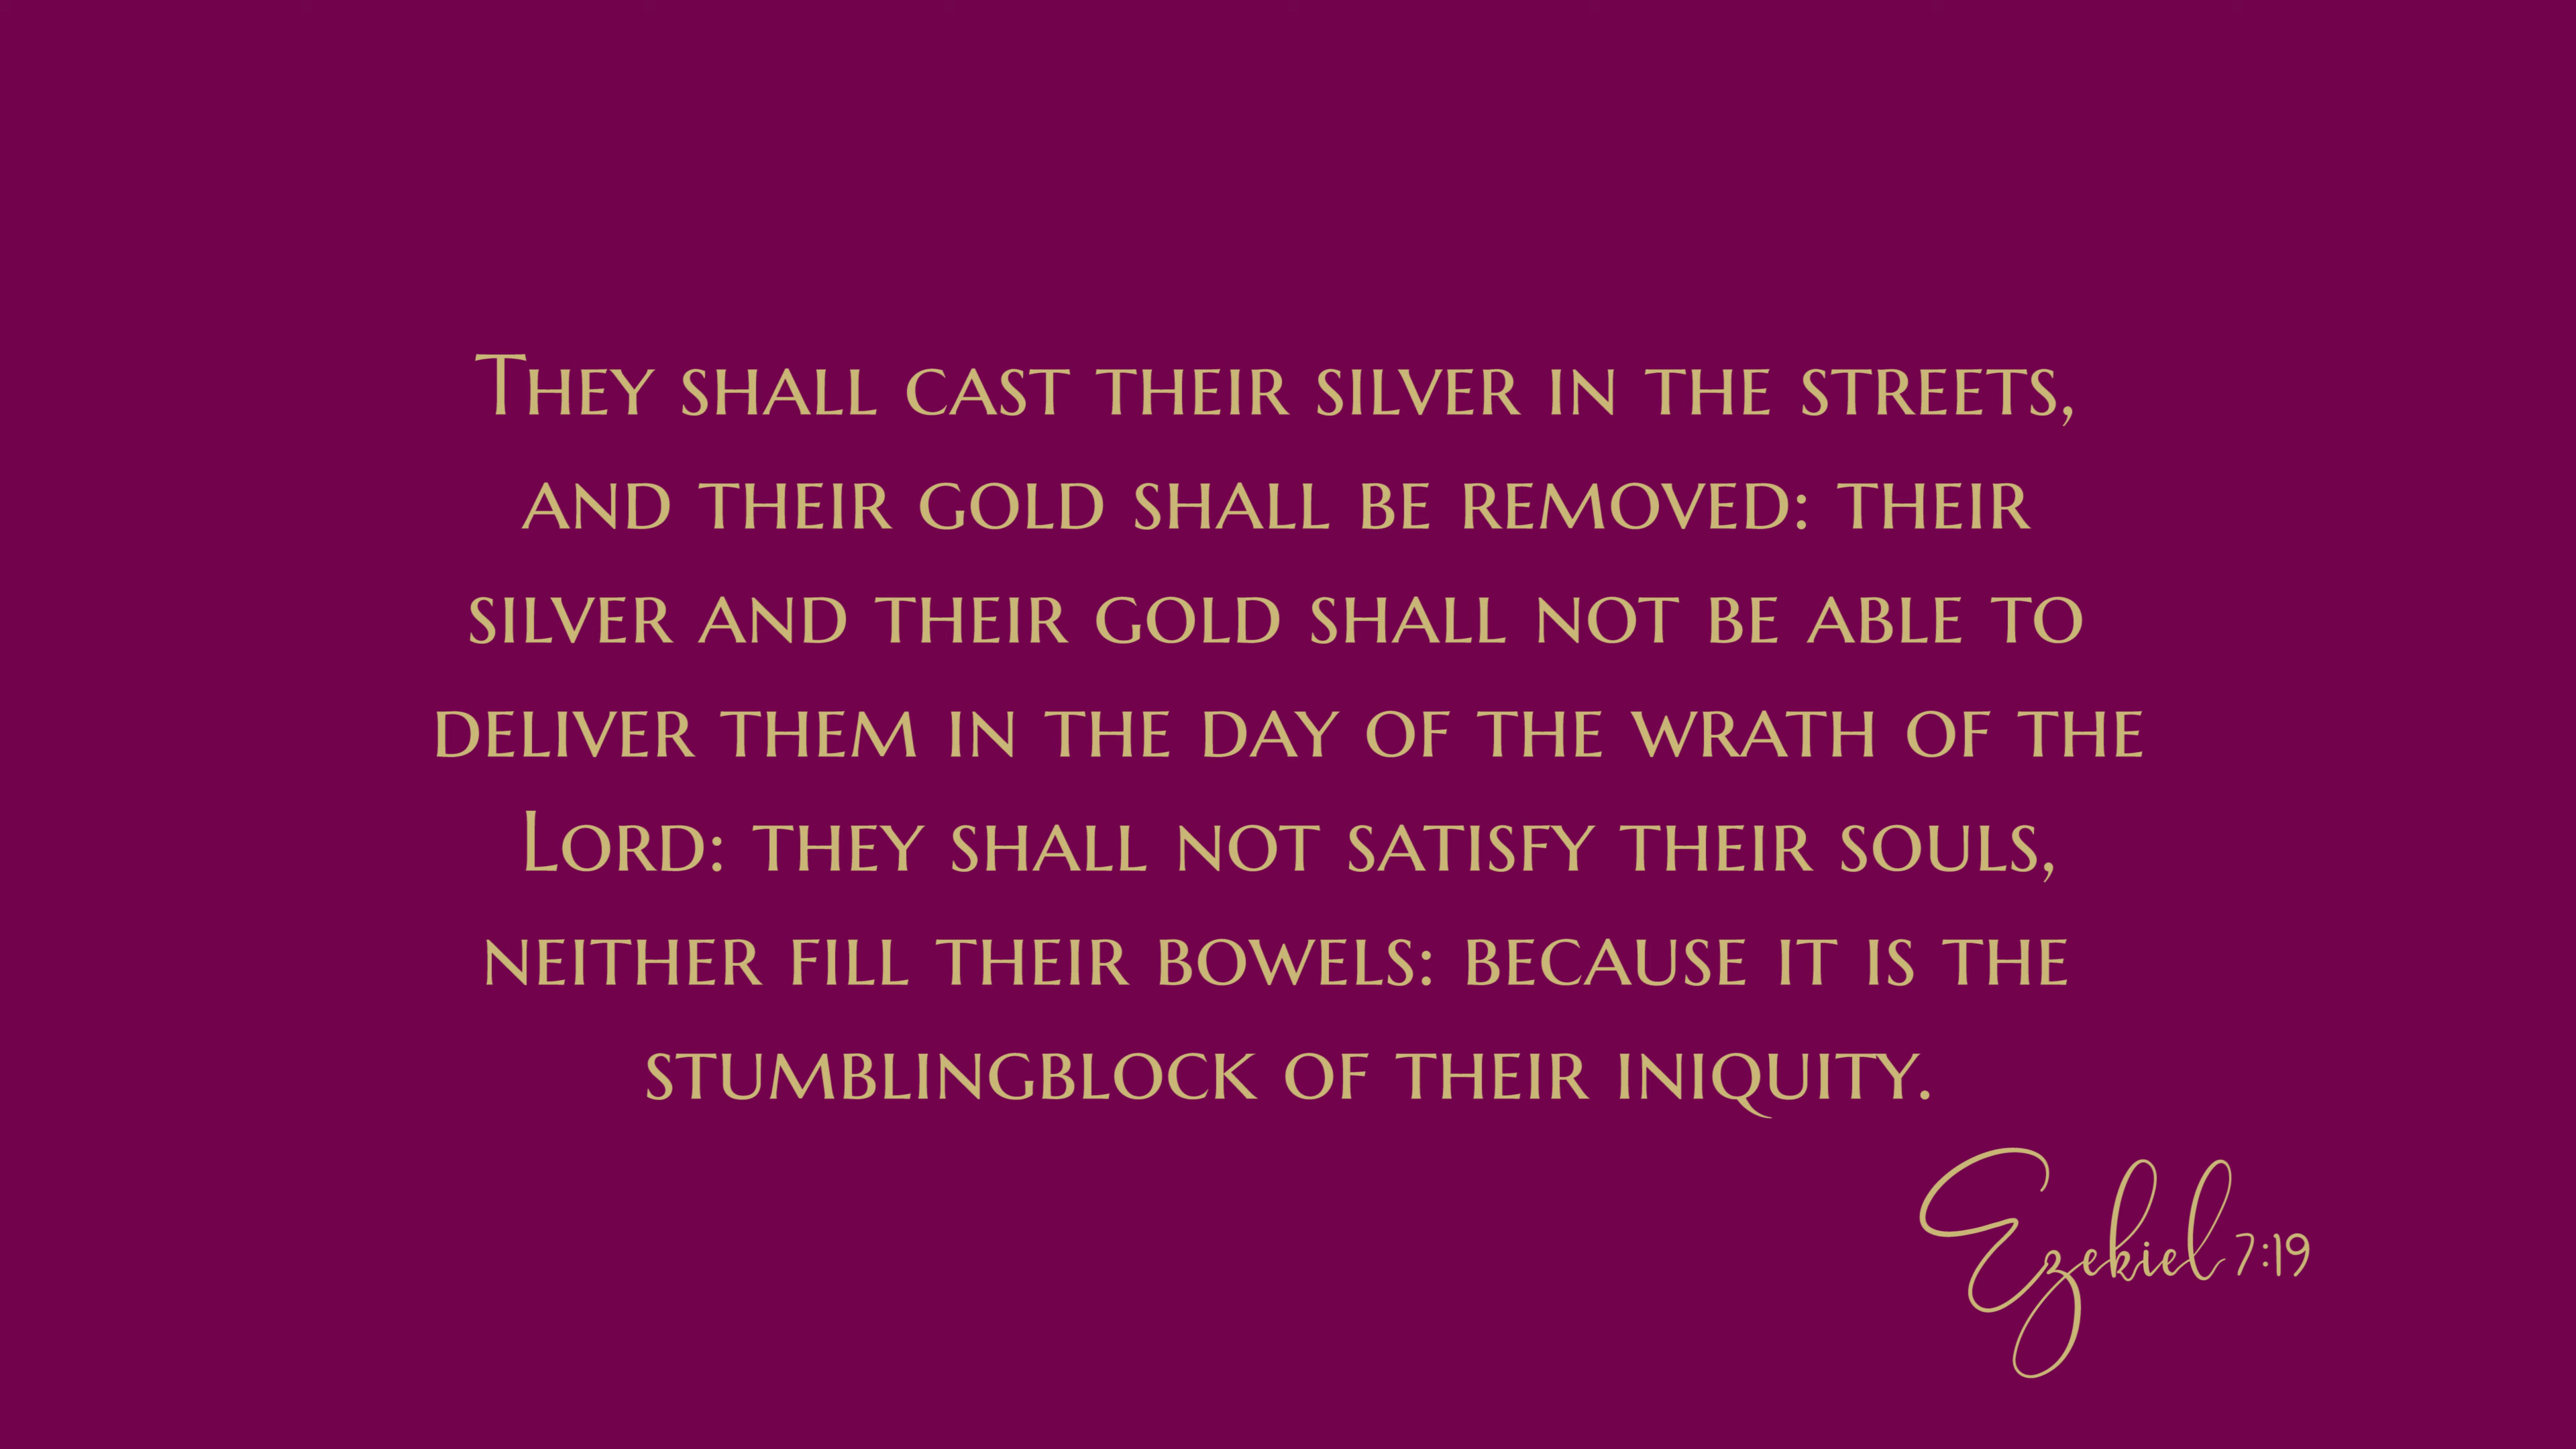 They shall cast their silver in the streets,
and their gold shall be removed: their
silver and their gold shall not be able to
deliver them in the day of the wrath of the
Lord: they shall not satisfy their souls,
neither fill their bowels: because it is the
stumblingblock of their iniquity.
Ezekiel 7:19